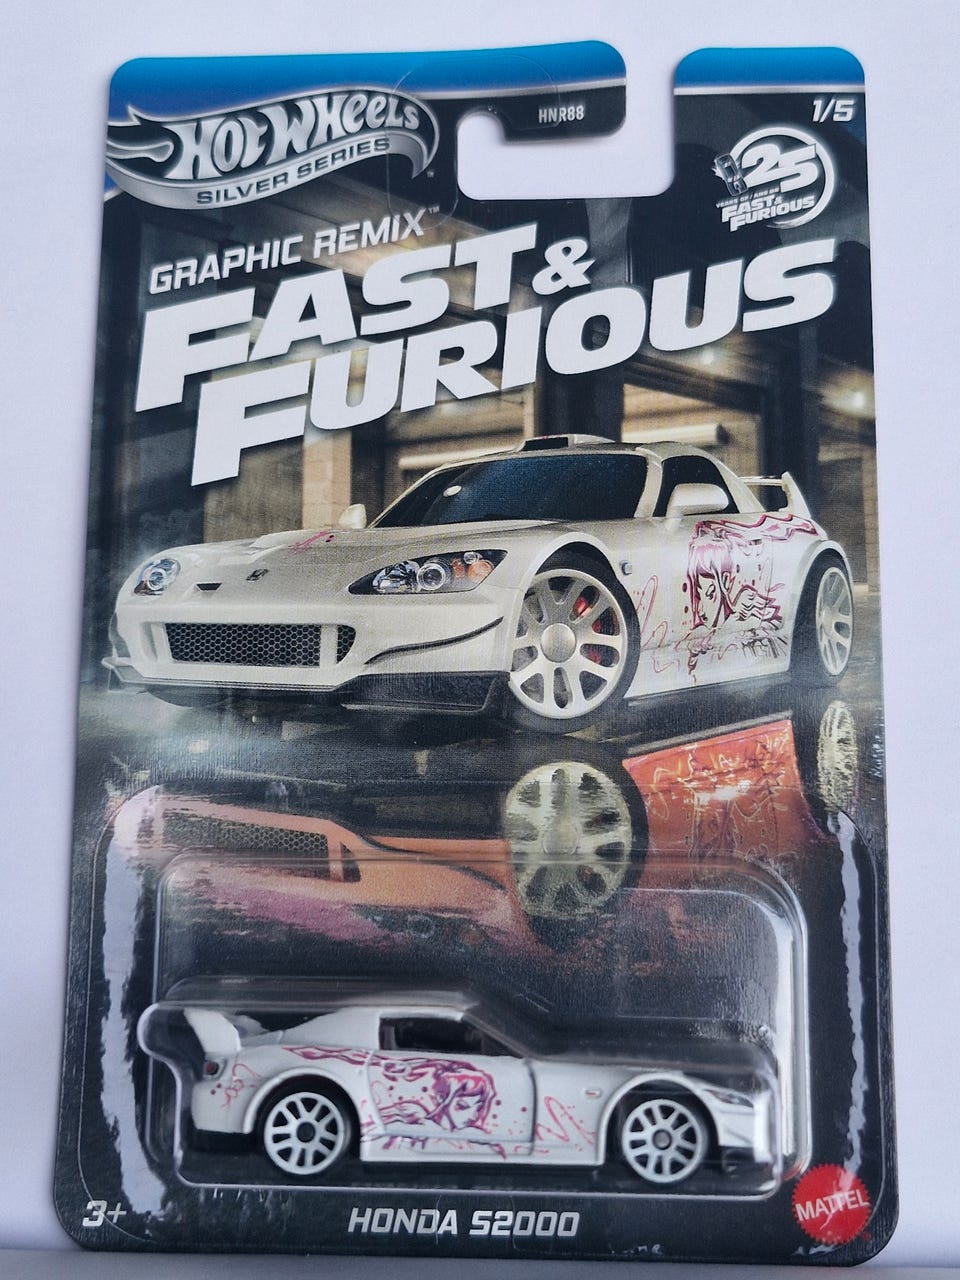 HNR88
1/5
HOT WHEELS
SILVER SERIES
25
YEARS OF / ANS DE
FAST &
FURIOUS
GRAPHIC REMIX™
FAST &
FURIOUS
3+
HONDA S2000
MATTEL